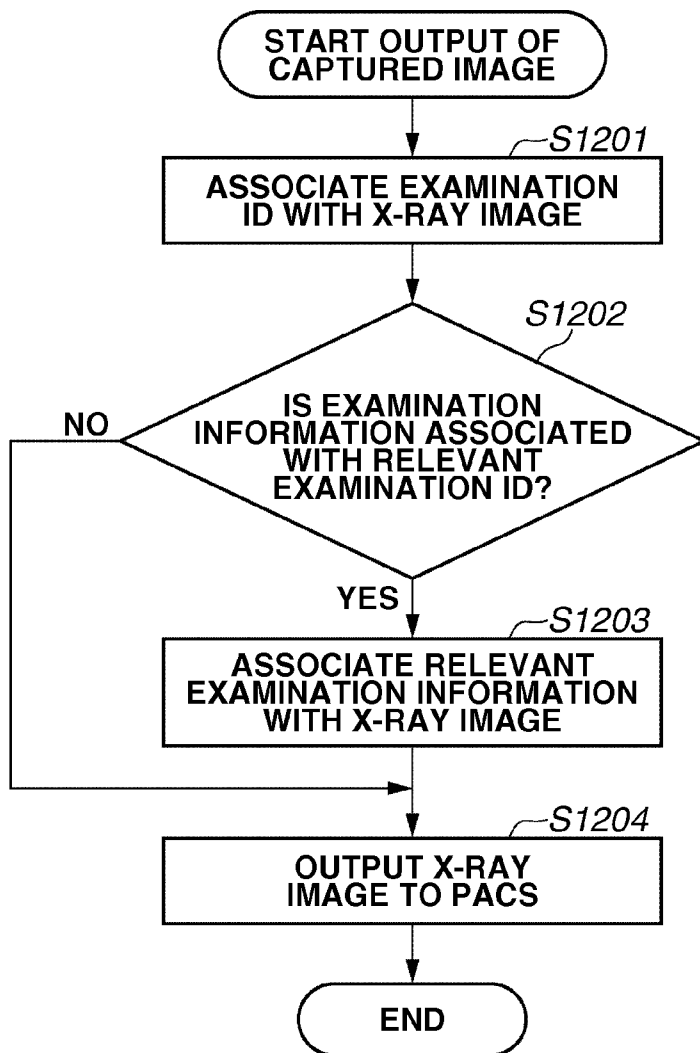 START OUTPUT OF
CAPTURED IMAGE
S1201
ASSOCIATE EXAMINATION
ID WITH X-RAY IMAGE
S1202
IS EXAMINATION
INFORMATION ASSOCIATED
WITH RELEVANT
EXAMINATION ID?
NO
YES
S1203
ASSOCIATE RELEVANT
EXAMINATION INFORMATION
WITH X-RAY IMAGE
S1204
OUTPUT X-RAY
IMAGE TO PACS
END